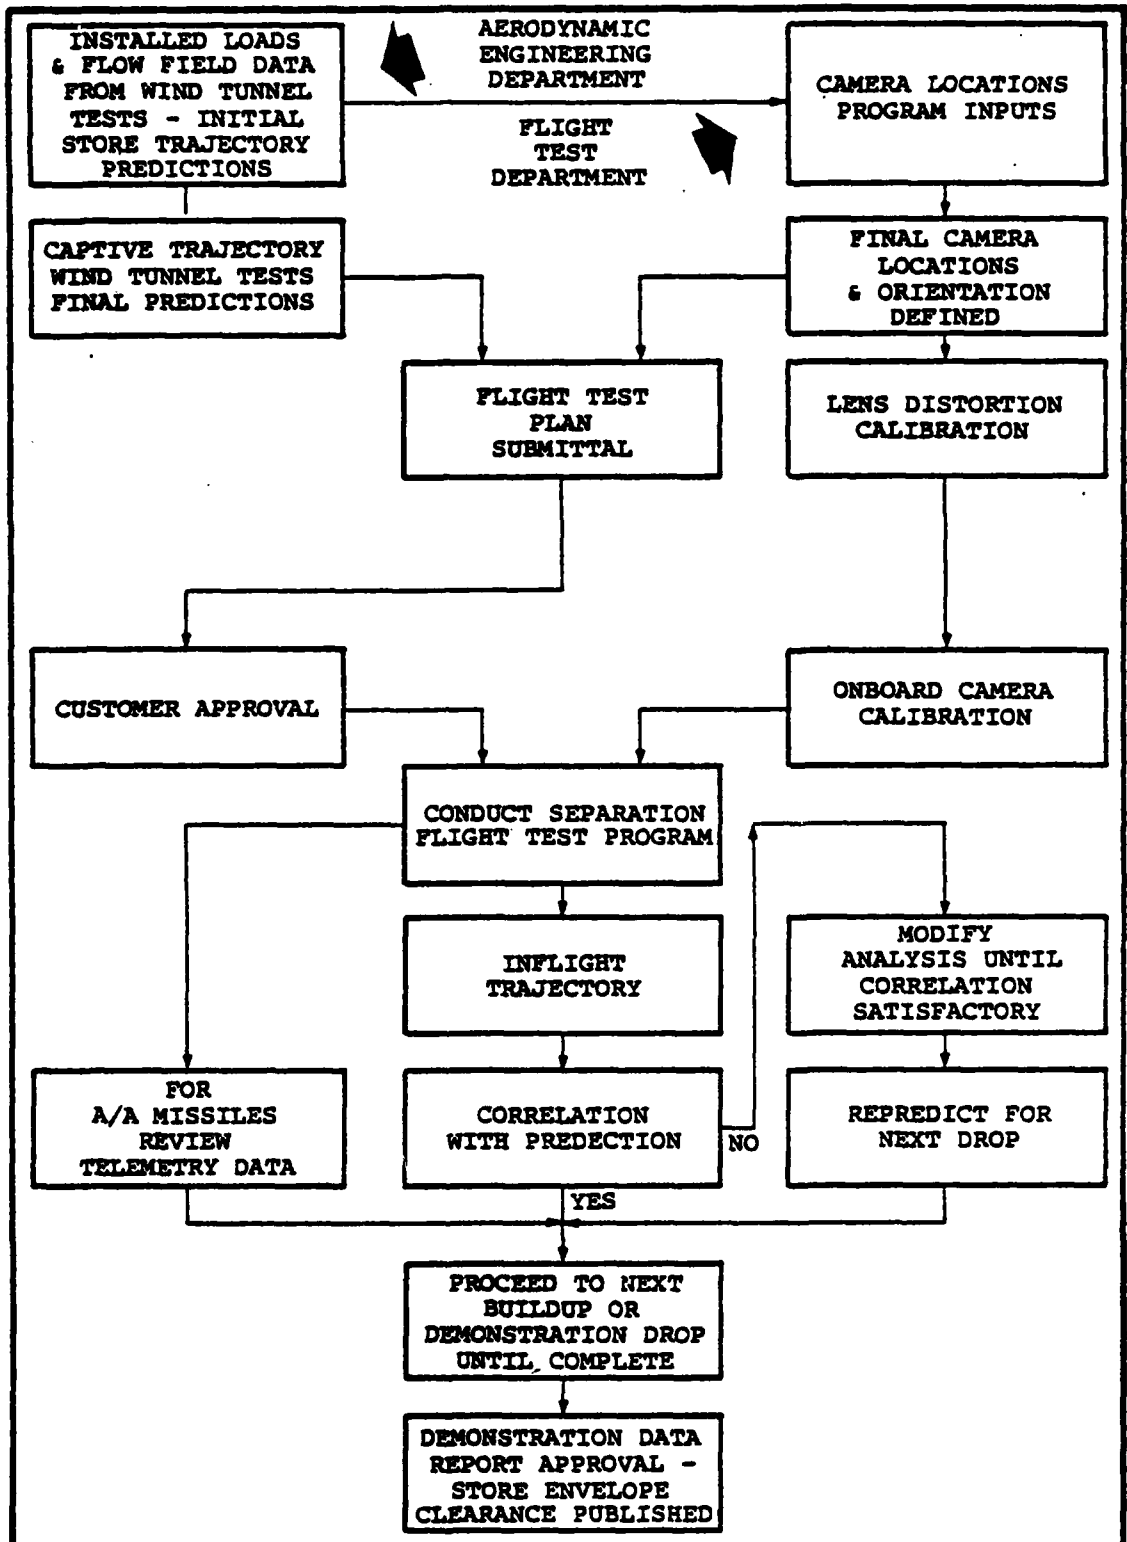 INSTALLED LOADS
& FLOW FIELD DATA
FROM WIND TUNNEL
TESTS - INITIAL
STORE TRAJECTORY
PREDICTIONS
AERODYNAMIC
ENGINEERING
DEPARTMENT
FLIGHT
TEST
DEPARTMENT
CAMERA LOCATIONS
PROGRAM INPUTS
CAPTIVE TRAJECTORY
WIND TUNNEL TESTS
FINAL PREDICTIONS
FINAL CAMERA
LOCATIONS
& ORIENTATION
DEFINED
FLIGHT TEST
PLAN
SUBMITTAL
LENS DISTORTION
CALIBRATION
CUSTOMER APPROVAL
ONBOARD CAMERA
CALIBRATION
CONDUCT SEPARATION
FLIGHT TEST PROGRAM
INFLIGHT
TRAJECTORY
MODIFY
ANALYSIS UNTIL
CORRELATION
SATISFACTORY
FOR
A/A MISSILES
REVIEW
TELEMETRY DATA
CORRELATION
WITH PREDECTION
NO
REPREDICT FOR
NEXT DROP
YES
PROCEED TO NEXT
BUILDUP OR
DEMONSTRATION DROP
UNTIL COMPLETE
DEMONSTRATION DATA
REPORT APPROVAL -
STORE ENVELOPE
CLEARANCE PUBLISHED